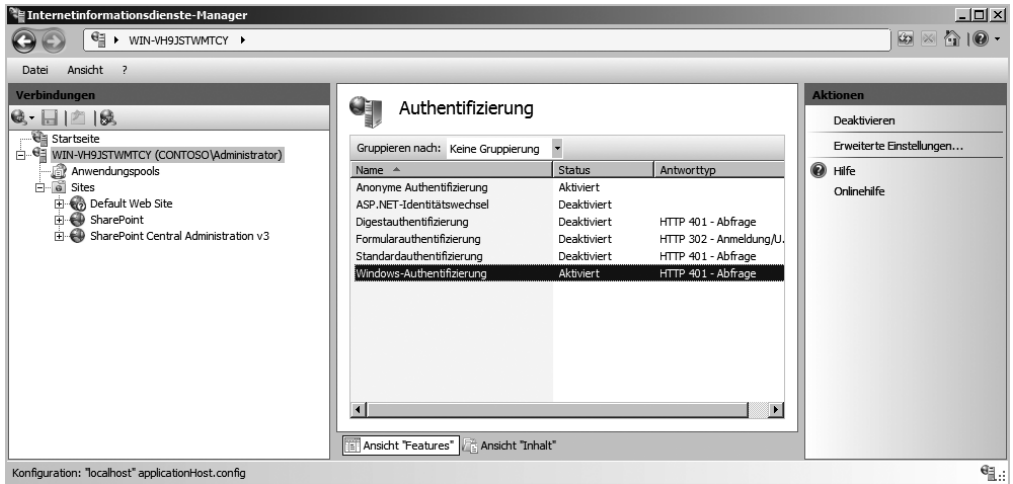 Internetinformationsdienste-Manager
WIN-VH9JSTWMTCY
Datei Ansicht ?
Verbindungen
Startseite
WIN-VH9JSTWMTCY (CONTOSO\Administrator)
Anwendungspools
Sites
Default Web Site
SharePoint
SharePoint Central Administration v3
Authentifizierung
Gruppieren nach: Keine Gruppierung
Name Status Antworttyp
Anonyme Authentifizierung Aktiviert
ASP.NET-Identitätswechsel Deaktiviert
Digestauthentifizierung Deaktiviert HTTP 401 - Abfrage
Formularauthentifizierung Deaktiviert HTTP 302 - Anmeldung/U.
Standardauthentifizierung Deaktiviert HTTP 401 - Abfrage
Windows-Authentifizierung Aktiviert HTTP 401 - Abfrage
Ansicht "Features" Ansicht "Inhalt"
Aktionen
Deaktivieren
Erweiterte Einstellungen...
Hilfe
Onlinehilfe
Konfiguration: "localhost" applicationHost.config